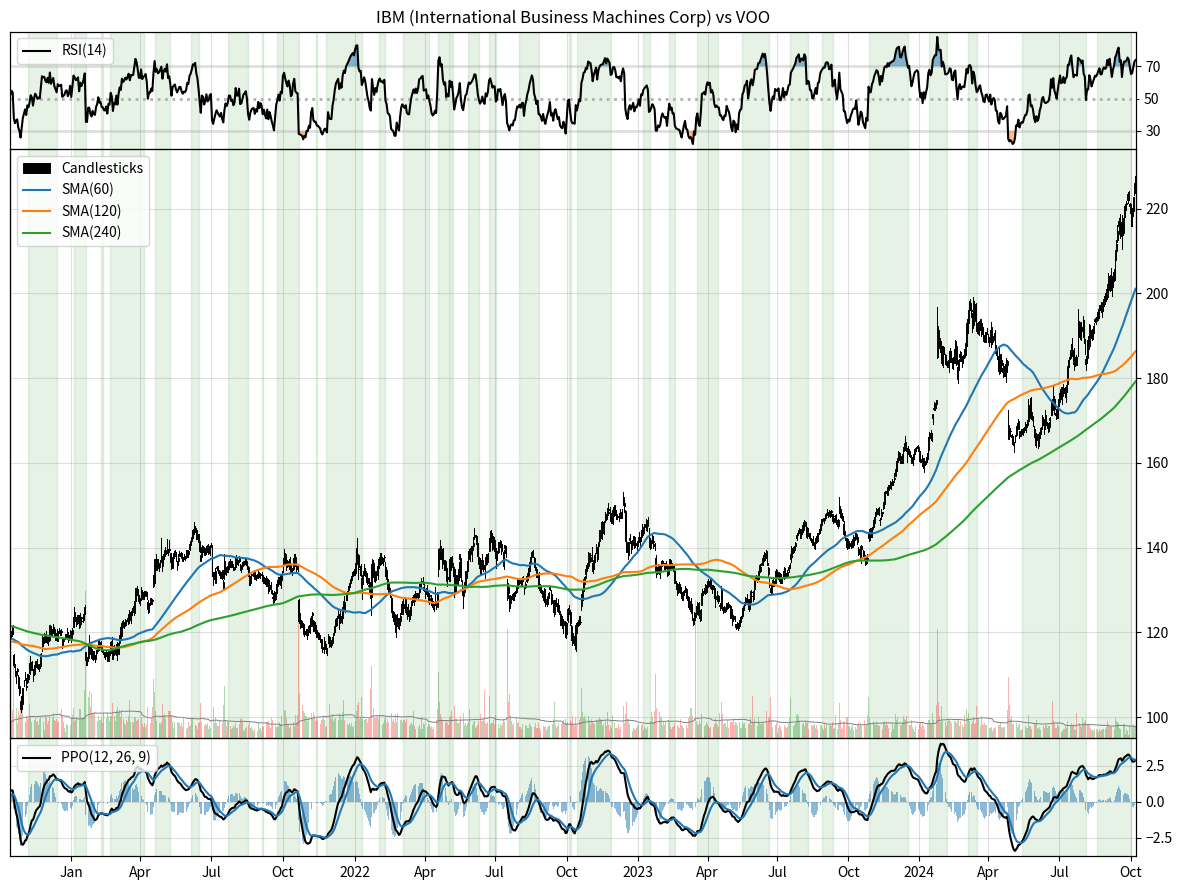 IBM (International Business Machines Corp) vs VOO
RSI(14)
70
50
30
Candlesticks
SMA(60)
SMA(120)
SMA(240)
220
200
180
160
140
120
100
PPO(12, 26, 9)
2.5
0.0
−2.5
Jan Apr Jul Oct 2022 Apr Jul Oct 2023 Apr Jul Oct 2024 Apr Jul Oct